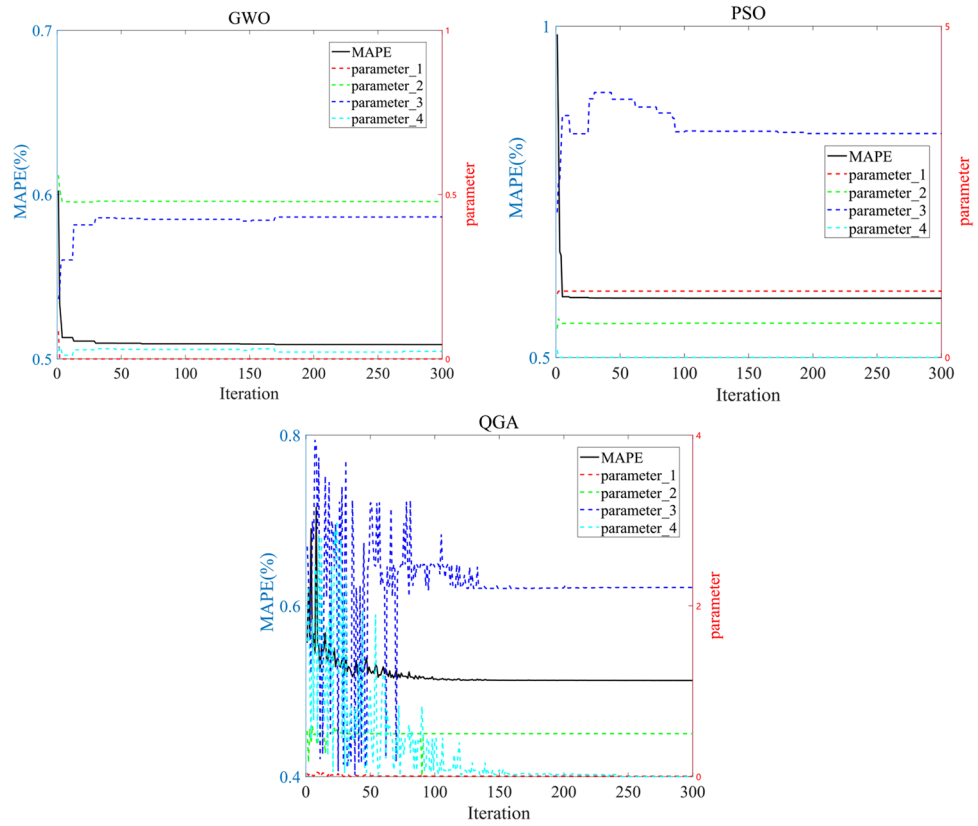 GWO
0.7
0.6
0.5
MAPE(%)
1
0.5
0
parameter
MAPE
parameter_1
parameter_2
parameter_3
parameter_4
0 50 100 150 200 250 300
Iteration
PSO
1
0.5
MAPE(%)
5
0
parameter
MAPE
parameter_1
parameter_2
parameter_3
parameter_4
0 50 100 150 200 250 300
Iteration
QGA
0.8
0.6
0.4
MAPE(%)
4
2
0
parameter
MAPE
parameter_1
parameter_2
parameter_3
parameter_4
0 50 100 150 200 250 300
Iteration